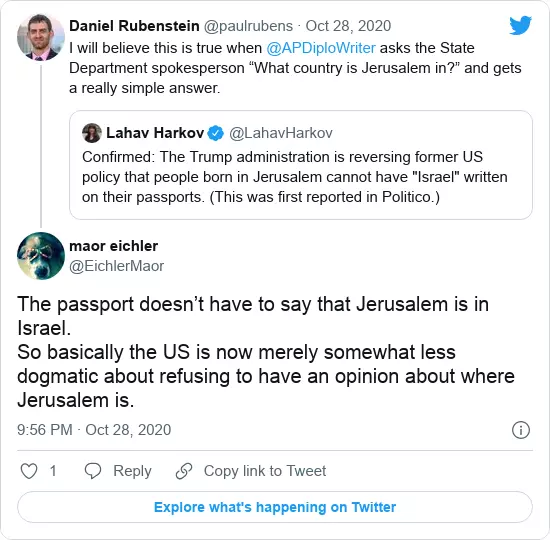 Daniel Rubenstein @paulrubens · Oct 28, 2020
I will believe this is true when @APDiploWriter asks the State
Department spokesperson “What country is Jerusalem in?” and gets
a really simple answer.
Lahav Harkov @LahavHarkov
Confirmed: The Trump administration is reversing former US
policy that people born in Jerusalem cannot have "Israel" written
on their passports. (This was first reported in Politico.)
maor eichler
@EichlerMaor
The passport doesn’t have to say that Jerusalem is in
Israel.
So basically the US is now merely somewhat less
dogmatic about refusing to have an opinion about where
Jerusalem is.
9:56 PM · Oct 28, 2020
1 Reply Copy link to Tweet
Explore what's happening on Twitter